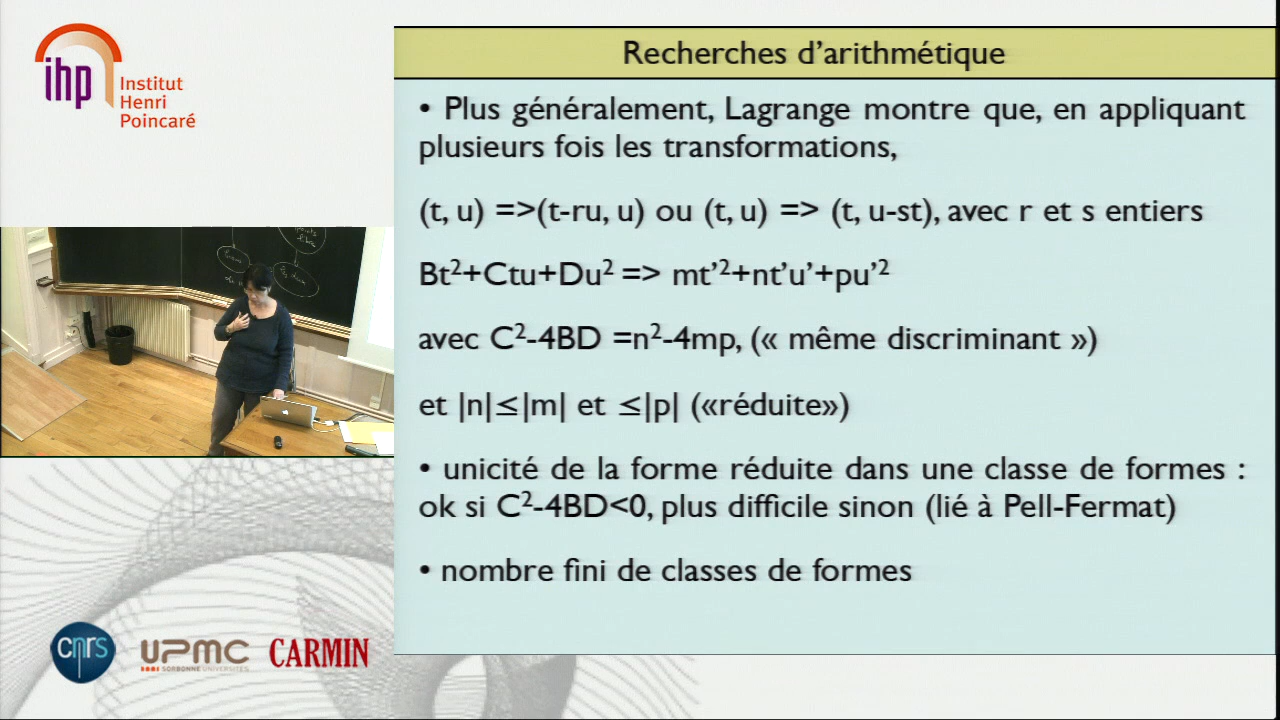 ihp
Institut
Henri
Poincaré
Recherches d’arithmétique
• Plus généralement, Lagrange montre que, en appliquant
plusieurs fois les transformations,
(t, u) =>(t-ru, u) ou (t, u) => (t, u-st), avec r et s entiers
Bt²+Ctu+Du² => mt’²+nt’u’+pu’²
avec C²-4BD =n²-4mp, (« même discriminant »)
et |n|≤|m| et ≤|p| («réduite»)
• unicité de la forme réduite dans une classe de formes :
ok si C²-4BD<0, plus difficile sinon (lié à Pell-Fermat)
• nombre fini de classes de formes
cnrs
UPMC
SORBONNE UNIVERSITÉS
CARMIN